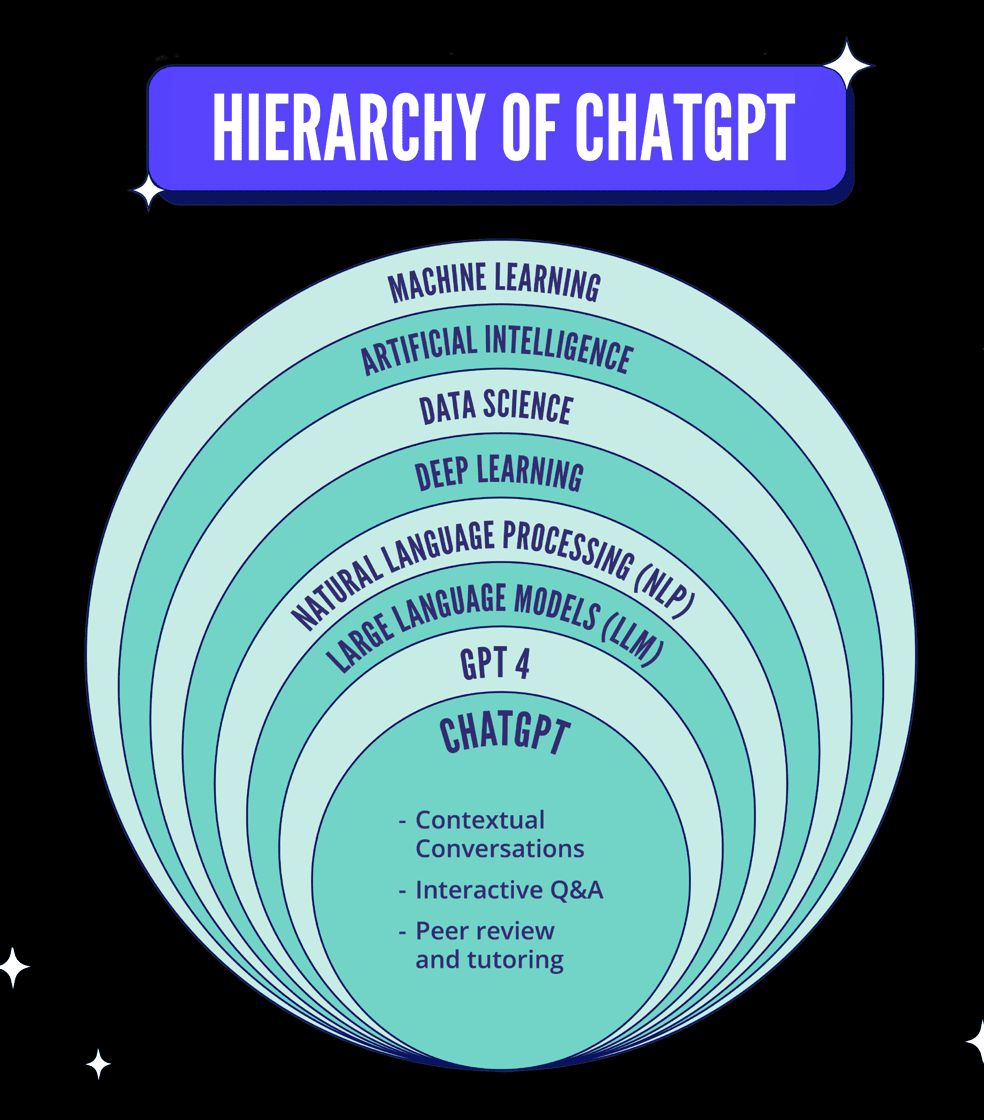 HIERARCHY OF CHATGPT
MACHINE LEARNING
ARTIFICIAL INTELLIGENCE
DATA SCIENCE
DEEP LEARNING
NATURAL LANGUAGE PROCESSING (NLP)
LARGE LANGUAGE MODELS (LLM)
GPT 4
CHATGPT
- Contextual
Conversations
- Interactive Q&A
- Peer review
and tutoring